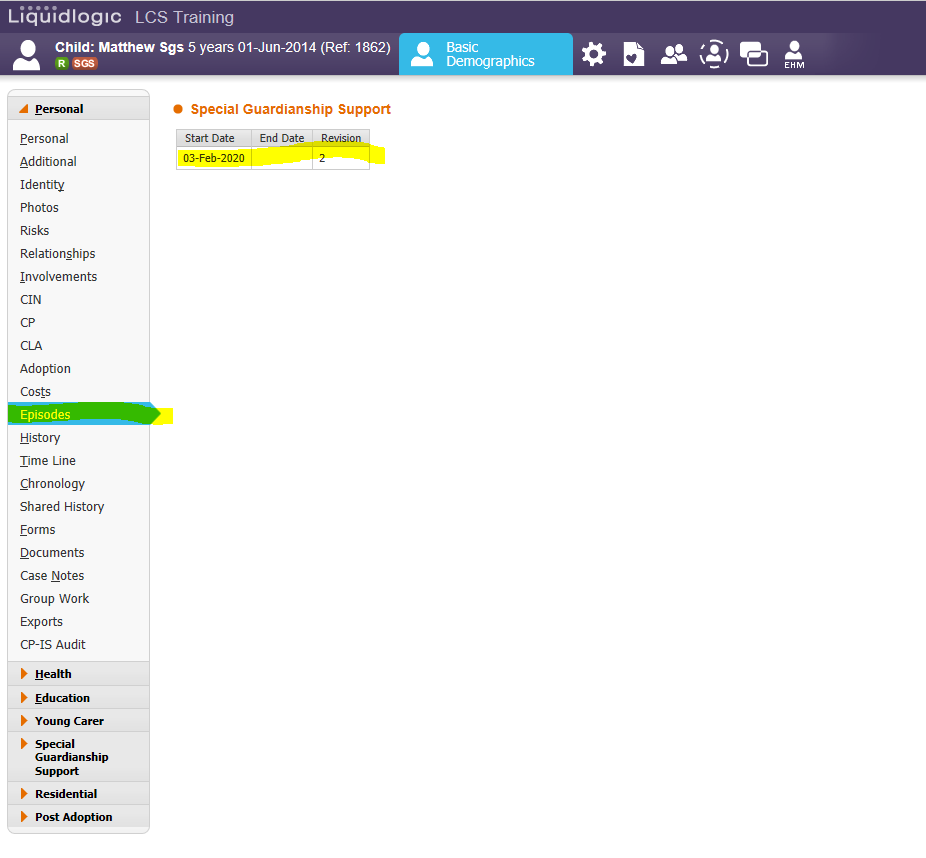 Liquidlogic LCS Training
Child: Matthew Sgs 5 years 01-Jun-2014 (Ref: 1862)
R SGS
Basic
Demographics
EHM
Personal
Personal
Additional
Identity
Photos
Risks
Relationships
Involvements
CIN
CP
CLA
Adoption
Costs
Episodes
History
Time Line
Chronology
Shared History
Forms
Documents
Case Notes
Group Work
Exports
CP-IS Audit
Health
Education
Young Carer
Special
Guardianship
Support
Residential
Post Adoption
Special Guardianship Support
Start Date End Date Revision
03-Feb-2020 2